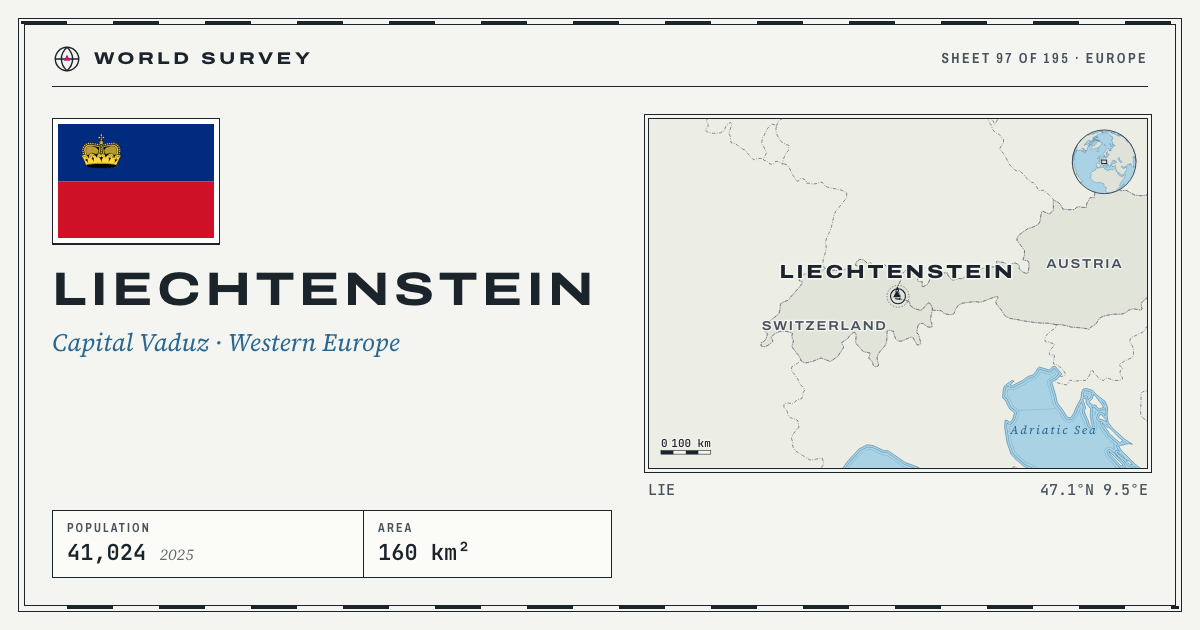 WORLD SURVEY
SHEET 97 OF 195 · EUROPE
LIECHTENSTEIN
Capital Vaduz · Western Europe
LIECHTENSTEIN
AUSTRIA
SWITZERLAND
Adriatic Sea
0 100 km
LIE
47.1°N 9.5°E
POPULATION
41,024 2025
AREA
160 km²